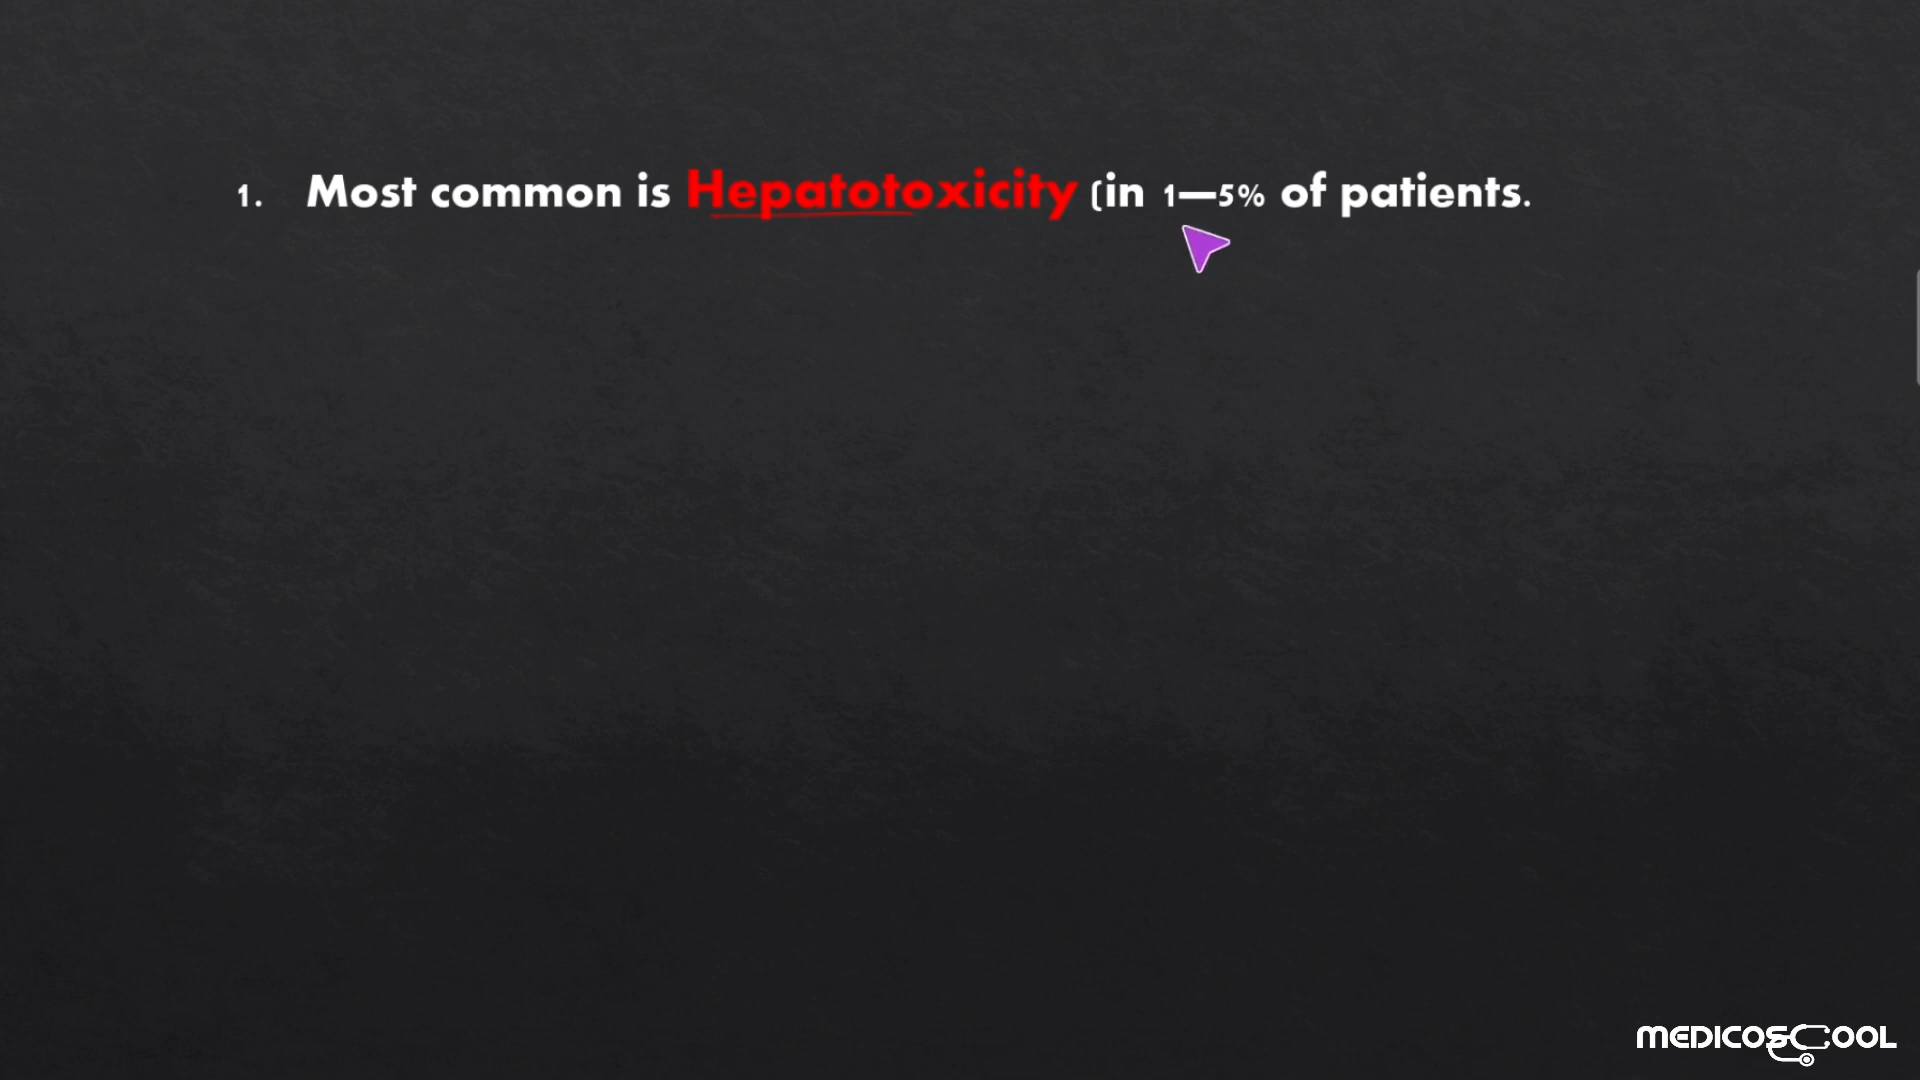 1. Most common is Hepatotoxicity (in 1—5% of patients.
MEDICOSCOOL